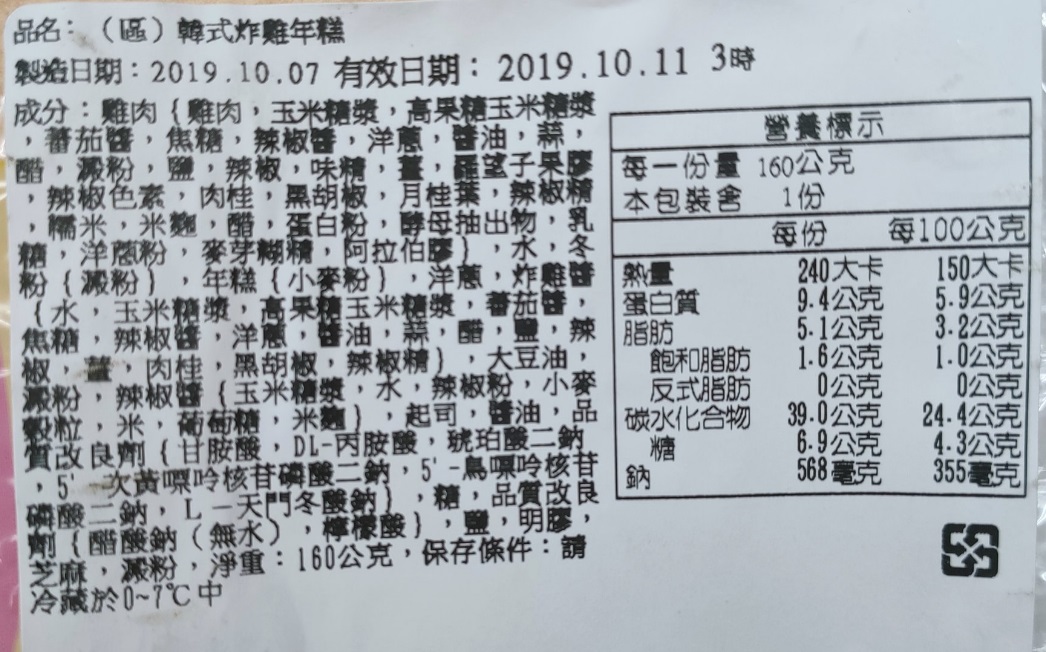 品名：（區）韓式炸雞年糕
製造日期：2019.10.07 有效日期：2019.10.11 3時
成分：雞肉{雞肉，玉米糖漿，高果糖玉米糖漿
，蕃茄醬，焦糖，辣椒醬，洋蔥，醬油，蒜，
醋，澱粉，鹽，辣椒，味精，薑，羅望子果膠
，辣椒色素，肉桂，黑胡椒，月桂葉，辣椒精
，糯米，米麴，醋，蛋白粉，酵母抽出物，乳
糖，洋蔥粉，麥芽糊精，阿拉伯膠}，水，冬
粉{澱粉}，年糕{小麥粉}，洋蔥，炸雞醬
{水，玉米糖漿，高果糖玉米糖漿，蕃茄醬，
焦糖，辣椒醬，洋蔥，醬油，蒜，醋，鹽，辣
椒，薑，肉桂，黑胡椒，辣椒精}，大豆油，
澱粉，辣椒醬{玉米糖漿，水，辣椒粉，小麥
穀粒，米，葡萄糖，米麴}，起司，醬油，品
質改良劑{甘胺酸，DL-丙胺酸，琥珀酸二鈉
，5'-次黃嘌呤核苷磷酸二鈉，5'-鳥嘌呤核苷
磷酸二鈉，L－天門冬酸鈉}，糖，品質改良
劑{醋酸鈉（無水），檸檬酸}，鹽，明膠，
芝麻，澱粉，淨重：160公克，保存條件：請
冷藏於0~7℃中
營養標示
每一份量 160公克
本包裝含 1份
每份 每100公克
熱量 240大卡 150大卡
蛋白質 9.4公克 5.9公克
脂肪 5.1公克 3.2公克
飽和脂肪 1.6公克 1.0公克
反式脂肪 0公克 0公克
碳水化合物 39.0公克 24.4公克
糖 6.9公克 4.3公克
鈉 568毫克 355毫克